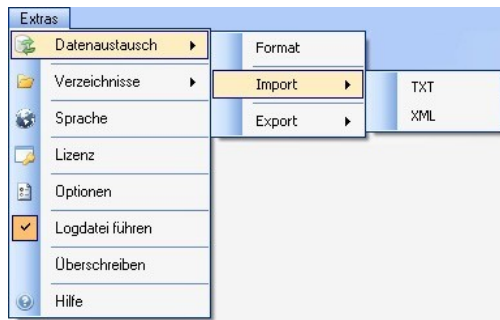 Extras
Datenaustausch
Verzeichnisse
Sprache
Lizenz
Optionen
Logdatei führen
Überschreiben
Hilfe
Format
Import
Export
TXT
XML